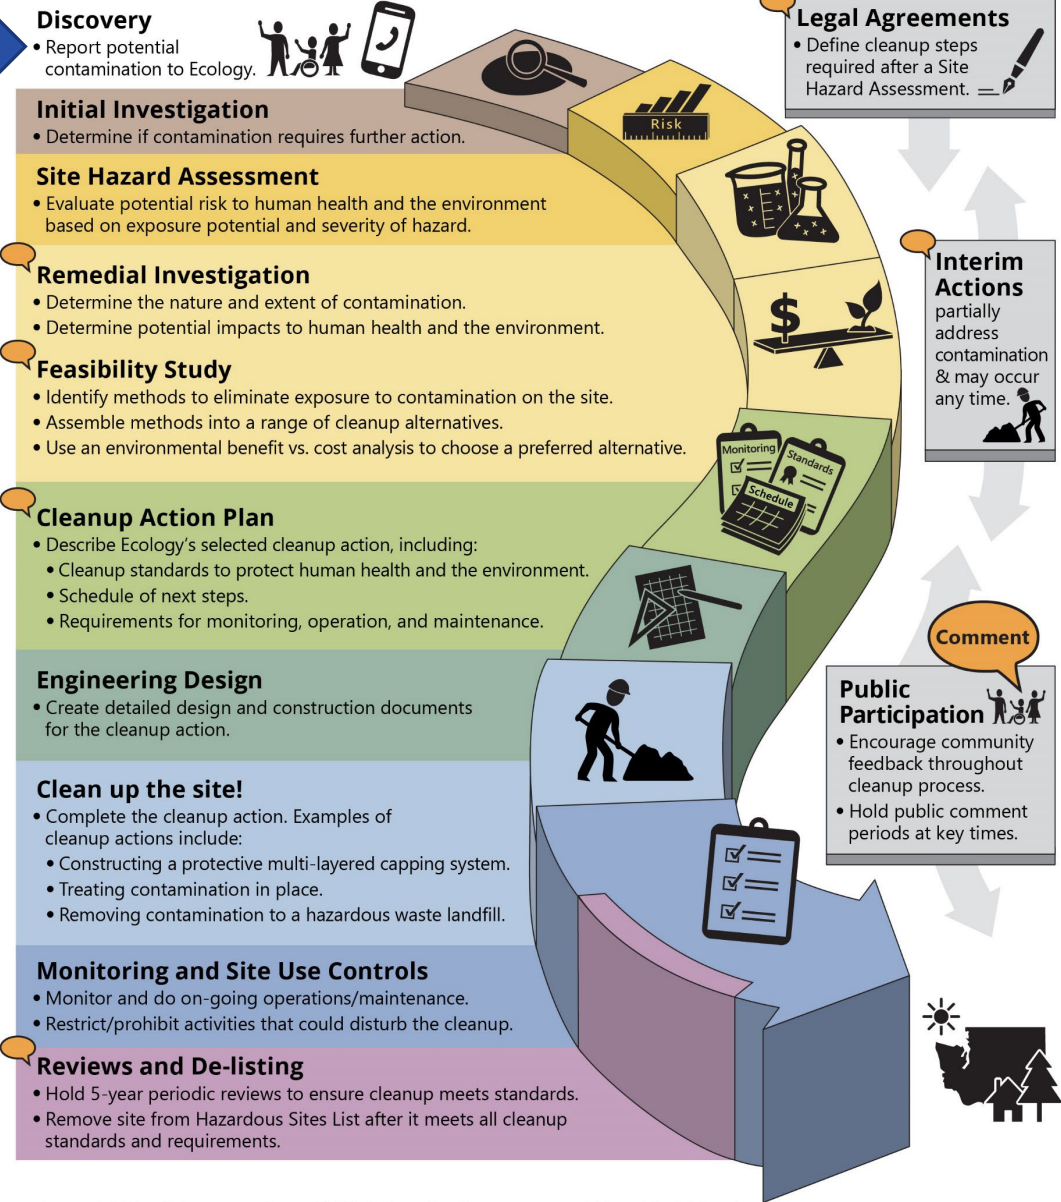 Discovery
• Report potential
contamination to Ecology.
Initial Investigation
• Determine if contamination requires further action.
Site Hazard Assessment
• Evaluate potential risk to human health and the environment
based on exposure potential and severity of hazard.
Remedial Investigation
• Determine the nature and extent of contamination.
• Determine potential impacts to human health and the environment.
Feasibility Study
• Identify methods to eliminate exposure to contamination on the site.
• Assemble methods into a range of cleanup alternatives.
• Use an environmental benefit vs. cost analysis to choose a preferred alternative.
Cleanup Action Plan
• Describe Ecology's selected cleanup action, including:
• Cleanup standards to protect human health and the environment.
• Schedule of next steps.
• Requirements for monitoring, operation, and maintenance.
Engineering Design
• Create detailed design and construction documents
for the cleanup action.
Clean up the site!
• Complete the cleanup action. Examples of
cleanup actions include:
• Constructing a protective multi-layered capping system.
• Treating contamination in place.
• Removing contamination to a hazardous waste landfill.
Monitoring and Site Use Controls
• Monitor and do on-going operations/maintenance.
• Restrict/prohibit activities that could disturb the cleanup.
Reviews and De-listing
• Hold 5-year periodic reviews to ensure cleanup meets standards.
• Remove site from Hazardous Sites List after it meets all cleanup
standards and requirements.
Risk
$
Monitoring
Standards
Schedule
Legal Agreements
• Define cleanup steps
required after a Site
Hazard Assessment.
Interim
Actions
partially
address
contamination
& may occur
any time.
Comment
Public
Participation
• Encourage community
feedback throughout
cleanup process.
• Hold public comment
periods at key times.